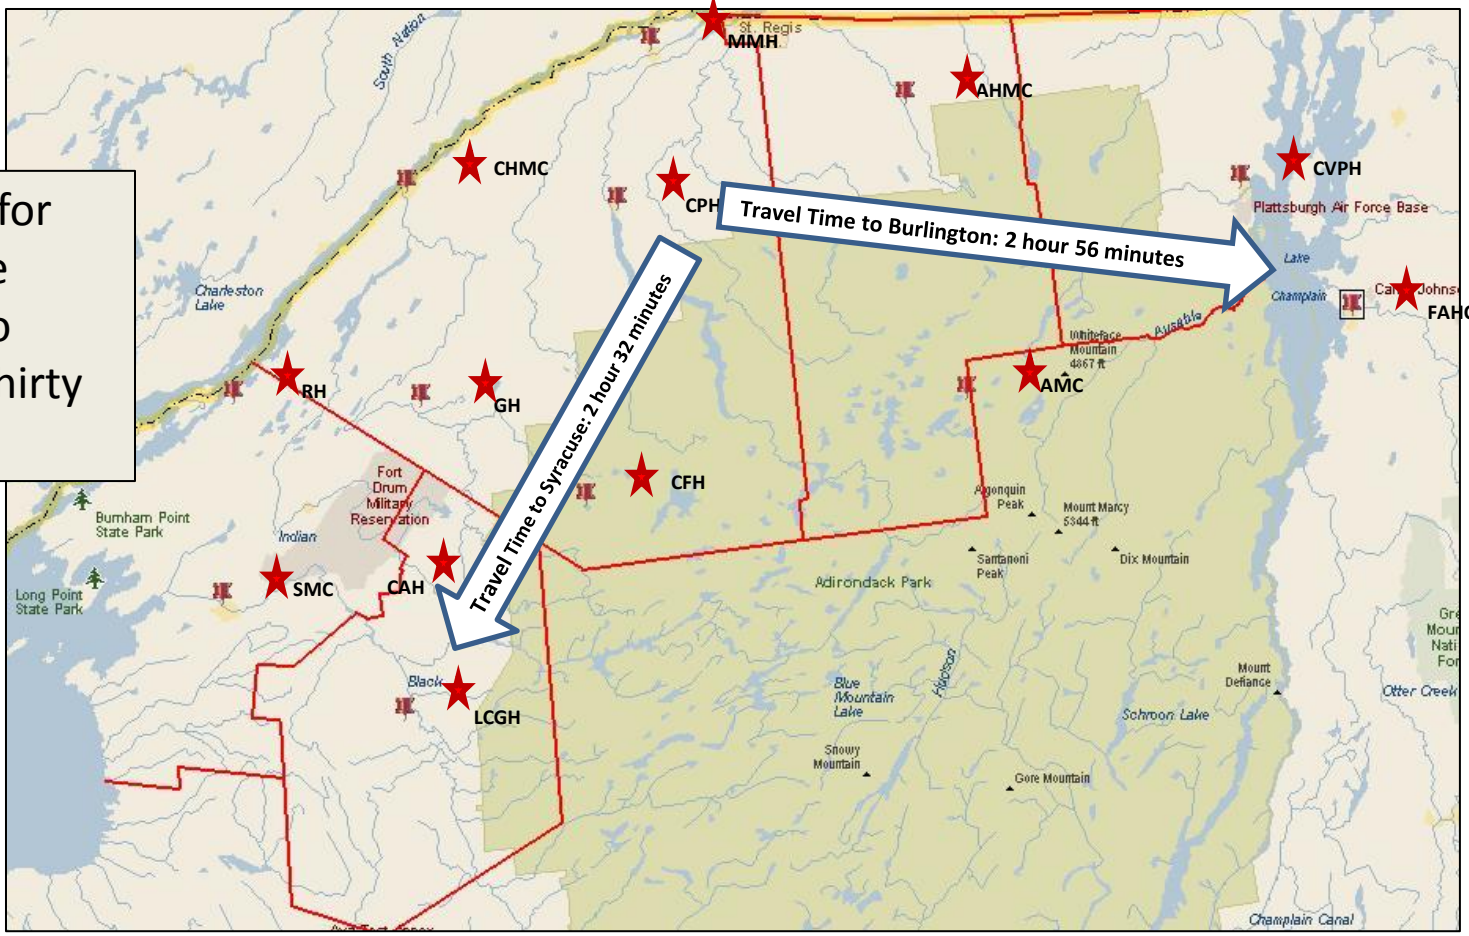 St. Regis
MMH
South Nation
AHMC
CHMC
CVPH
for
CPH
Travel Time to Burlington: 2 hour 56 minutes
Plattsburgh Air Force Base
Lake
Champlain
Charleston
Lake
hirty
Travel Time to Syracuse: 2 hour 32 minutes
Ausable
Whiteface
Mountain
4867 ft
FAHC
RH
GH
AMC
Fort
Drum
Military
Reservation
CFH
Algonquin
Peak
Mount Marcy
5344 ft
Burnham Point
State Park
Indian
Santanoni
Peak
Dix Mountain
Adirondack Park
Long Point
State Park
SMC
CAH
Black
LCGH
Blue
Mountain
Lake
Hudson
Mount
Defiance
Schroon Lake
Otter Creek
Snowy
Mountain
Gore Mountain
Champlain Canal